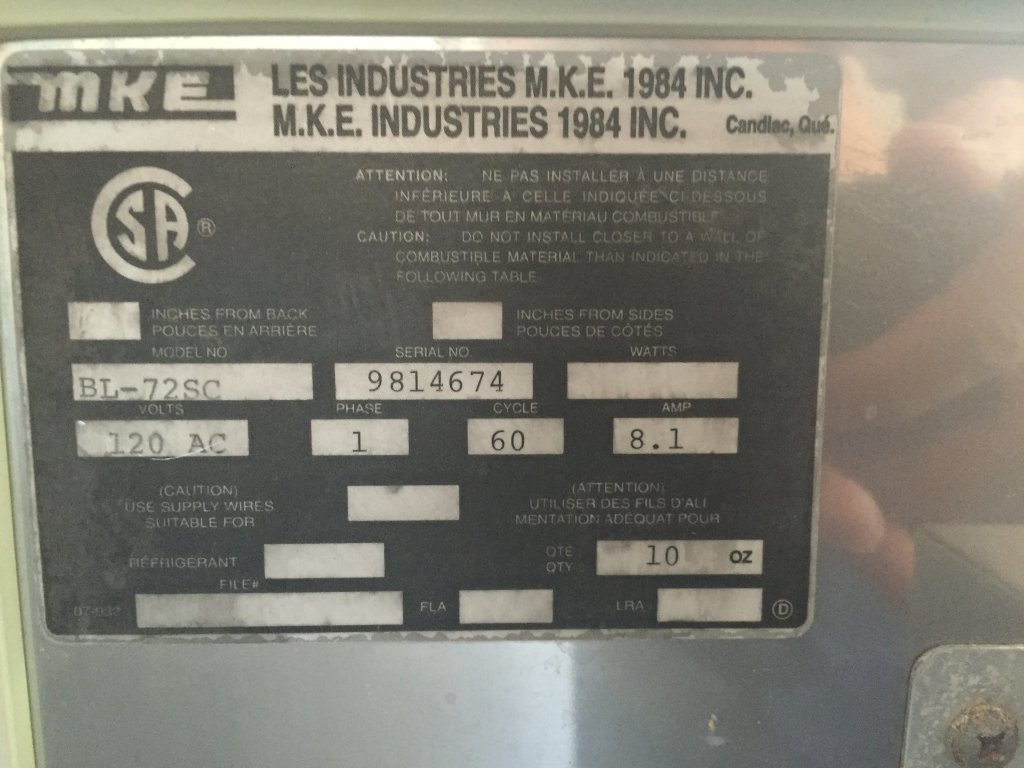 MKE
LES INDUSTRIES M.K.E. 1984 INC.
M.K.E. INDUSTRIES 1984 INC. Candiac, Qué.
CSA ®
ATTENTION: NE PAS INSTALLER À UNE DISTANCE
INFÉRIEURE À CELLE INDIQUÉE CI-DESSOUS
DE TOUT MUR EN MATÉRIAU COMBUSTIBLE
CAUTION: DO NOT INSTALL CLOSER TO A WALL OF
COMBUSTIBLE MATERIAL THAN INDICATED IN THE
FOLLOWING TABLE
INCHES FROM BACK
POUCES EN ARRIÈRE
INCHES FROM SIDES
POUCES DE CÔTÉS
MODEL NO SERIAL NO WATTS
BL-72SC 9814674
VOLTS PHASE CYCLE AMP
120 AC 1 60 8.1
(CAUTION)
USE SUPPLY WIRES
SUITABLE FOR
(ATTENTION)
UTILISER DES FILS D'ALI
MENTATION ADÉQUAT POUR
REFRIGERANT
QTE
QTY
10 oz
FILE#
FLA LRA D